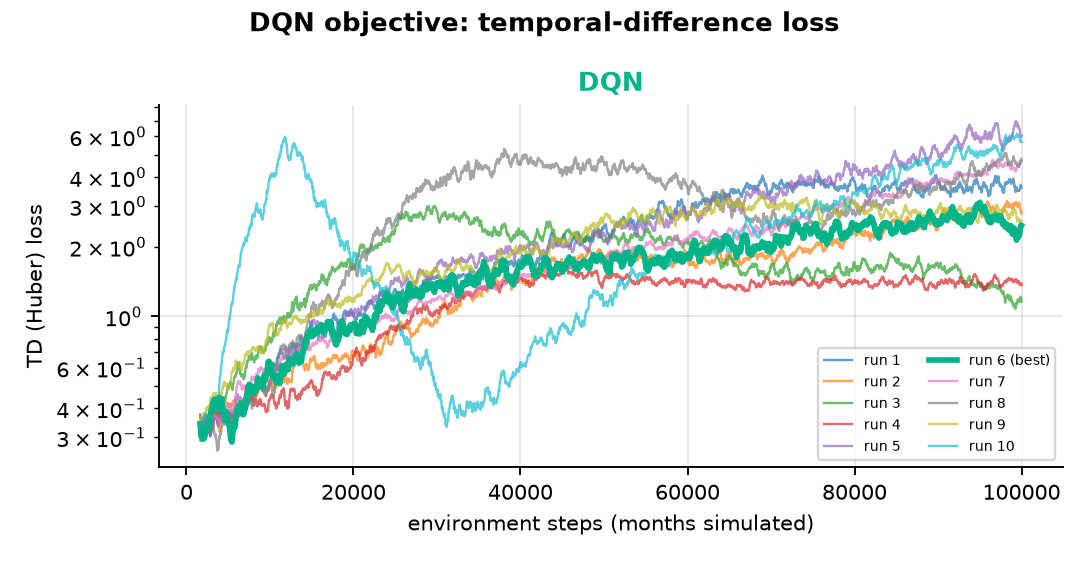 DQN objective: temporal-difference loss
DQN
TD (Huber) loss
6 × 10⁰
4 × 10⁰
3 × 10⁰
2 × 10⁰
10⁰
6 × 10⁻¹
4 × 10⁻¹
3 × 10⁻¹
run 1
run 2
run 3
run 4
run 5
run 6 (best)
run 7
run 8
run 9
run 10
0 20000 40000 60000 80000 100000
environment steps (months simulated)